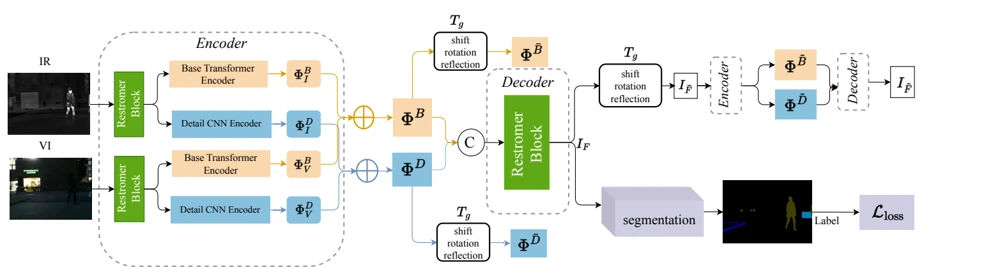 IR
VI
Encoder
Restromer
Block
Base Transformer
Encoder
Φ_I^B
Detail CNN Encoder
Φ_I^D
Restromer
Block
Base Transformer
Encoder
Φ_V^B
Detail CNN Encoder
Φ_V^D
T_g
shift
rotation
reflection
Φ^B̄
Φ^B
Φ^D
C
T_g
shift
rotation
reflection
Φ^D̄
Decoder
Restromer
Block
I_F
T_g
shift
rotation
reflection
I_F̄
Encoder
Φ^B̄
Φ^D̄
Decoder
I_F̄
segmentation
Label
𝓛_loss